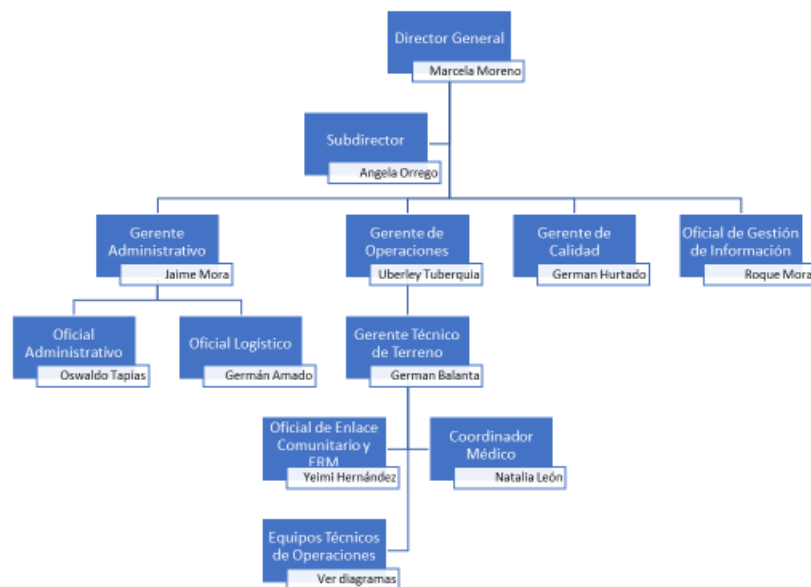 Director General
Marcela Moreno
Subdirector
Angela Orrego
Gerente
Administrativo
Jaime Mora
Gerente de
Operaciones
Uberley Tuberquia
Gerente de
Calidad
German Hurtado
Oficial de Gestión
de Información
Roque Mora
Oficial
Administrativo
Oswaldo Tapias
Oficial Logístico
Germán Amado
Gerente Técnico
de Terreno
German Balanta
Oficial de Enlace
Comunitario y
ERM
Yeimi Hernández
Coordinador
Médico
Natalia León
Equipos Técnicos
de Operaciones
Ver diagramas